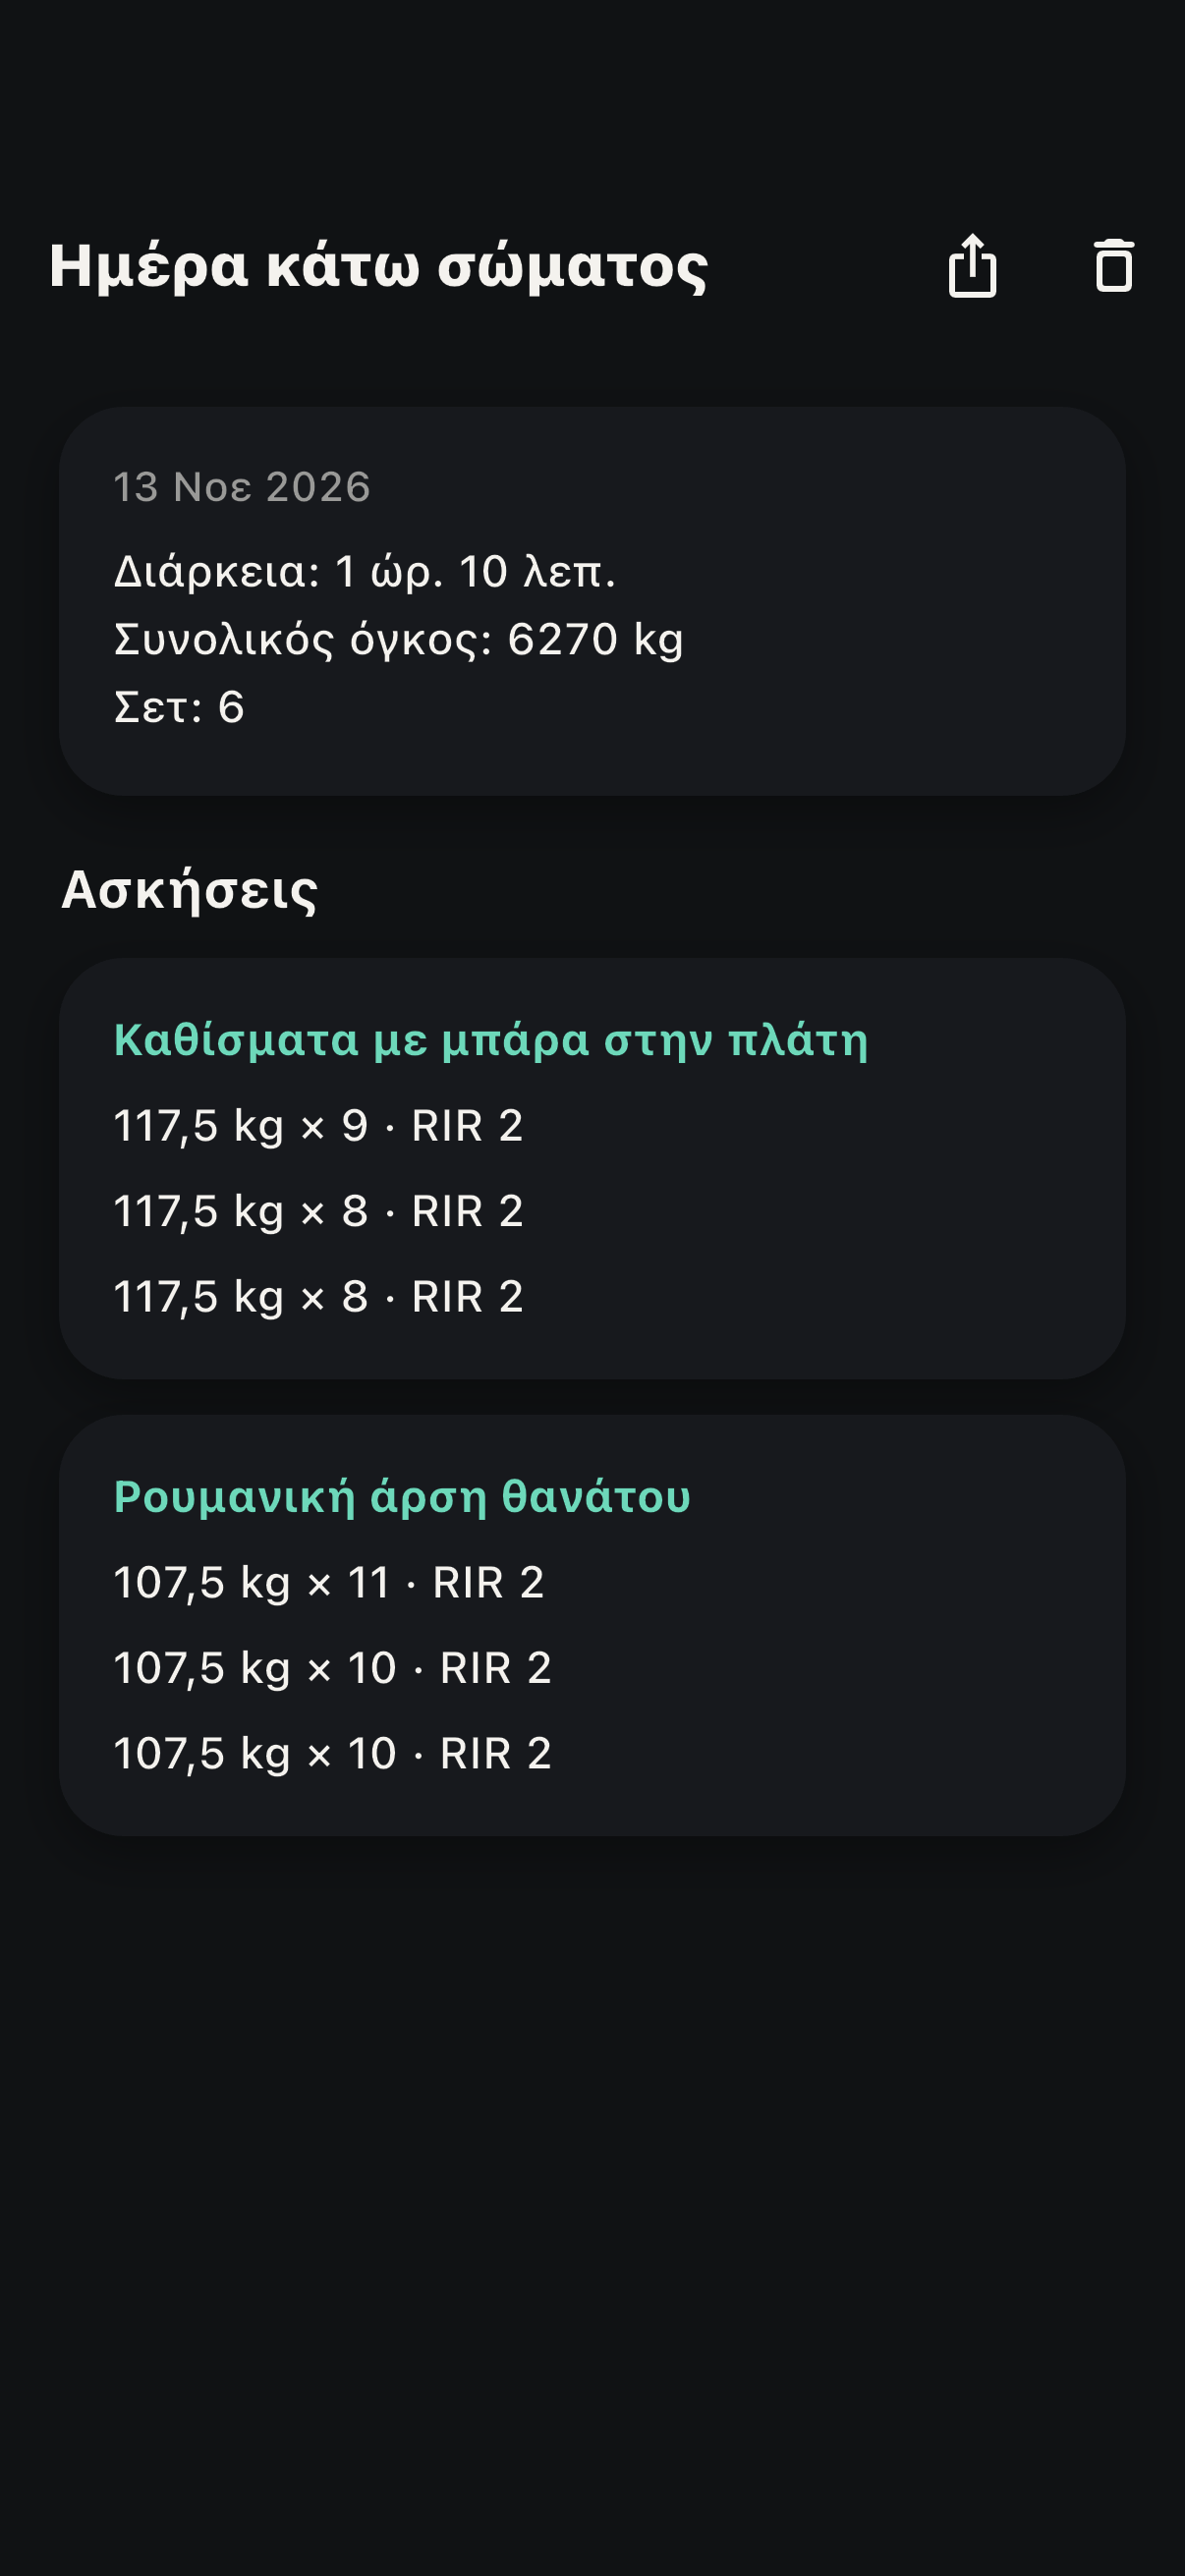 Ημέρα κάτω σώματος
13 Νοε 2026
Διάρκεια: 1 ώρ. 10 λεπ.
Συνολικός όγκος: 6270 kg
Σετ: 6
Ασκήσεις
Καθίσματα με μπάρα στην πλάτη
117,5 kg × 9 · RIR 2
117,5 kg × 8 · RIR 2
117,5 kg × 8 · RIR 2
Ρουμανική άρση θανάτου
107,5 kg × 11 · RIR 2
107,5 kg × 10 · RIR 2
107,5 kg × 10 · RIR 2